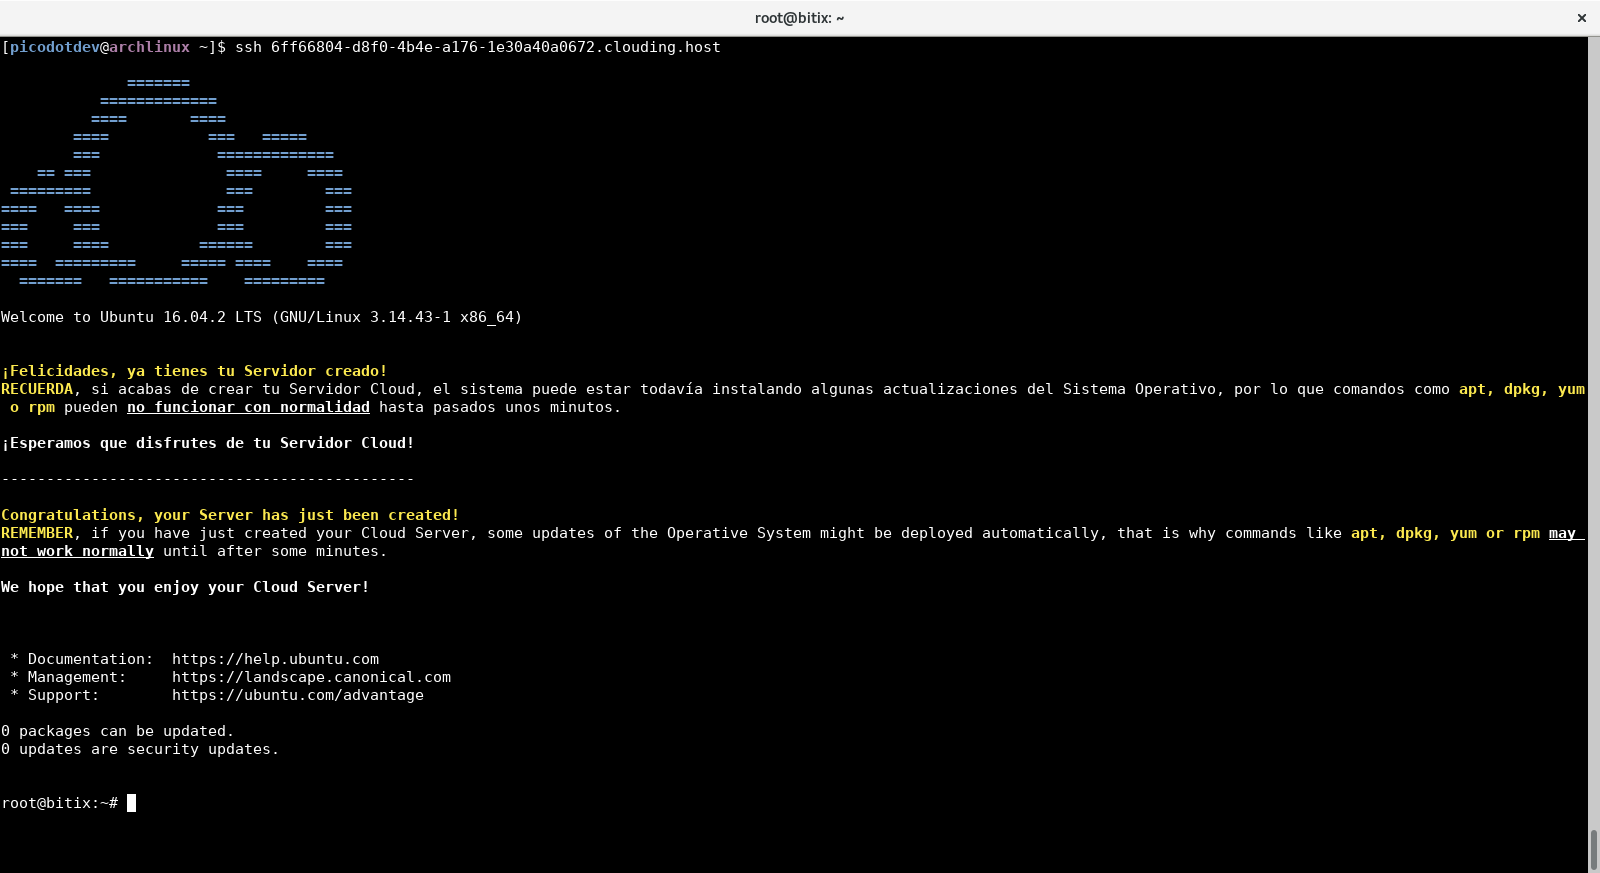 root@bitix: ~
[picodotdev@archlinux ~]$ ssh 6ff66804-d8f0-4b4e-a176-1e30a40a0672.clouding.host
              =======
           =============
          ====       ====
        ====           ===   =====
        ===             =============
    == ===               ====     ====
 =========               ===        ===
====   ====             ===         ===
===     ===             ===         ===
===     ====          ======        ===
====  =========     ===== ====    ====
  =======   ===========    =========
Welcome to Ubuntu 16.04.2 LTS (GNU/Linux 3.14.43-1 x86_64)
¡Felicidades, ya tienes tu Servidor creado!
RECUERDA, si acabas de crear tu Servidor Cloud, el sistema puede estar todavía instalando algunas actualizaciones del Sistema Operativo, por lo que comandos como apt, dpkg, yum
 o rpm pueden no funcionar con normalidad hasta pasados unos minutos.
¡Esperamos que disfrutes de tu Servidor Cloud!
----------------------------------------------
Congratulations, your Server has just been created!
REMEMBER, if you have just created your Cloud Server, some updates of the Operative System might be deployed automatically, that is why commands like apt, dpkg, yum or rpm may
not work normally until after some minutes.
We hope that you enjoy your Cloud Server!
 * Documentation:  https://help.ubuntu.com
 * Management:     https://landscape.canonical.com
 * Support:        https://ubuntu.com/advantage
0 packages can be updated.
0 updates are security updates.
root@bitix:~#